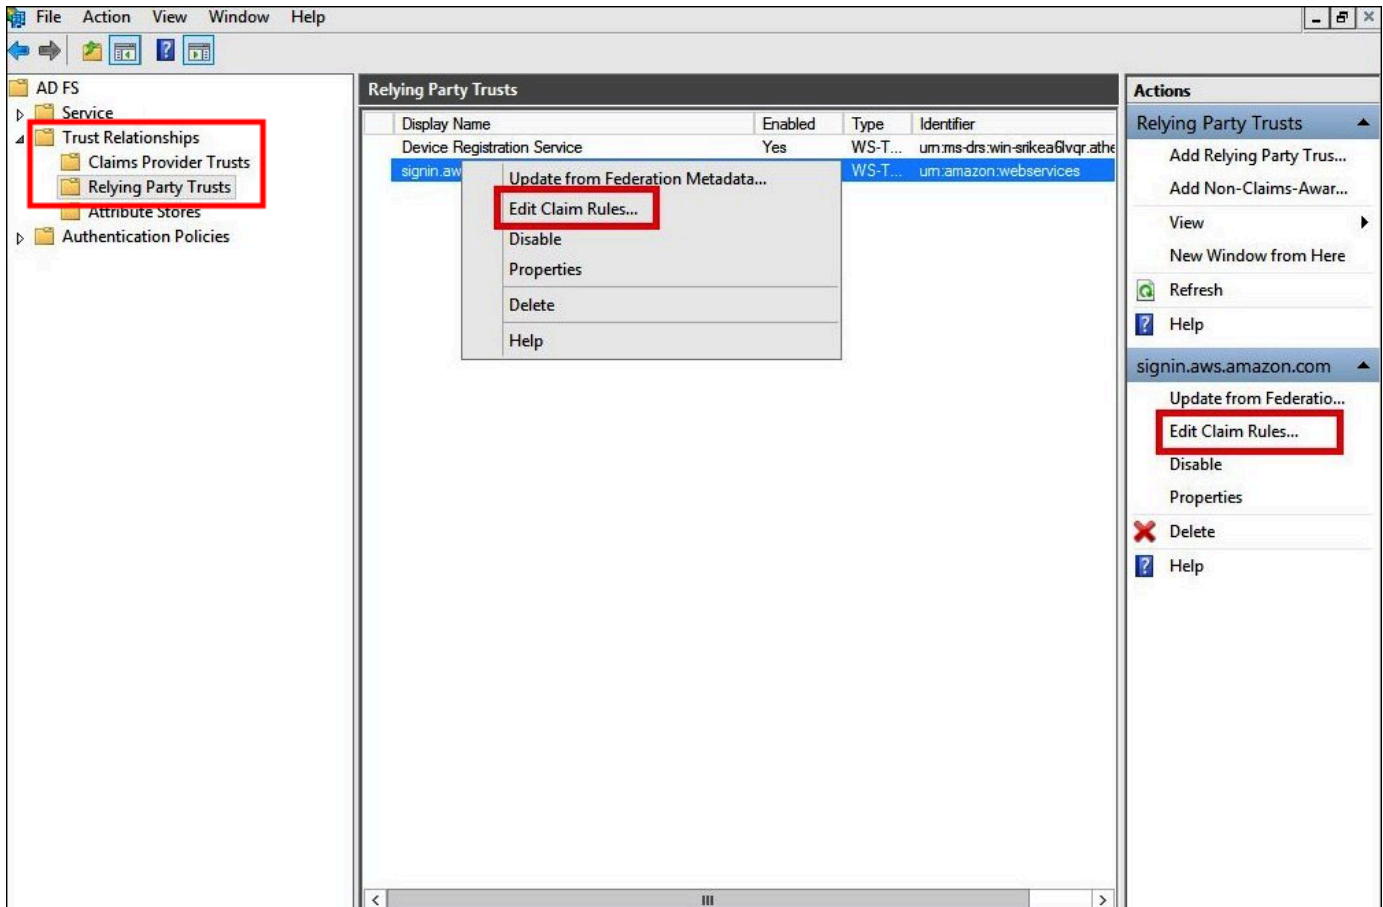 File Action View Window Help
AD FS
Service
Trust Relationships
Claims Provider Trusts
Relying Party Trusts
Attribute Stores
Authentication Policies
Relying Party Trusts
Display Name Enabled Type Identifier
Device Registration Service Yes WS-T... urn:ms-drs:win-srikea6lvqr.athe
signin.aw WS-T... urn:amazon:webservices
Update from Federation Metadata...
Edit Claim Rules...
Disable
Properties
Delete
Help
Actions
Relying Party Trusts
Add Relying Party Trus...
Add Non-Claims-Awar...
View
New Window from Here
Refresh
Help
signin.aws.amazon.com
Update from Federatio...
Edit Claim Rules...
Disable
Properties
Delete
Help